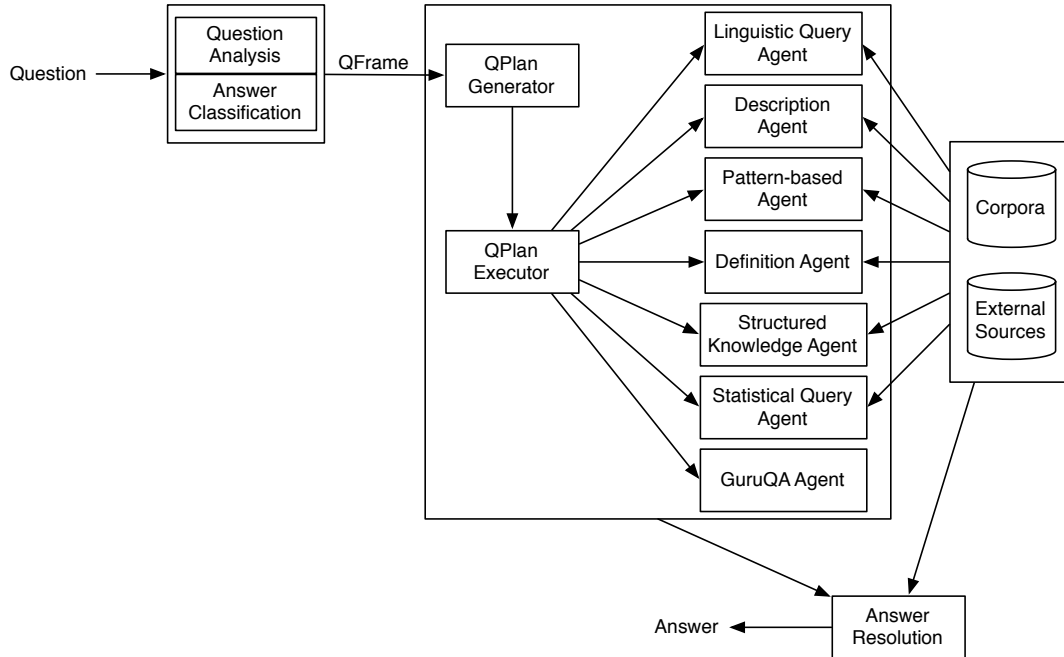 Question
Question
Analysis
Answer
Classification
QFrame
QPlan
Generator
QPlan
Executor
Linguistic Query
Agent
Description
Agent
Pattern-based
Agent
Definition Agent
Structured
Knowledge Agent
Statistical Query
Agent
GuruQA Agent
Corpora
External
Sources
Answer
Answer
Resolution